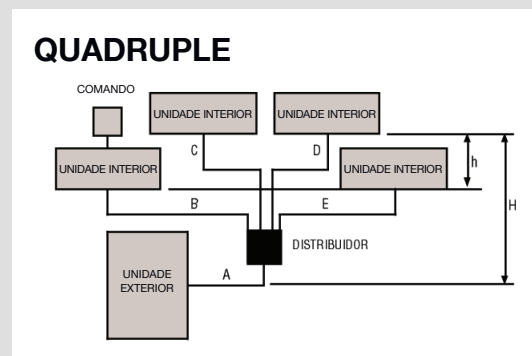 QUADRUPLE
COMANDO
UNIDADE INTERIOR
UNIDADE INTERIOR
UNIDADE INTERIOR
UNIDADE INTERIOR
C
D
h
B
E
H
DISTRIBUIDOR
UNIDADE
EXTERIOR
A